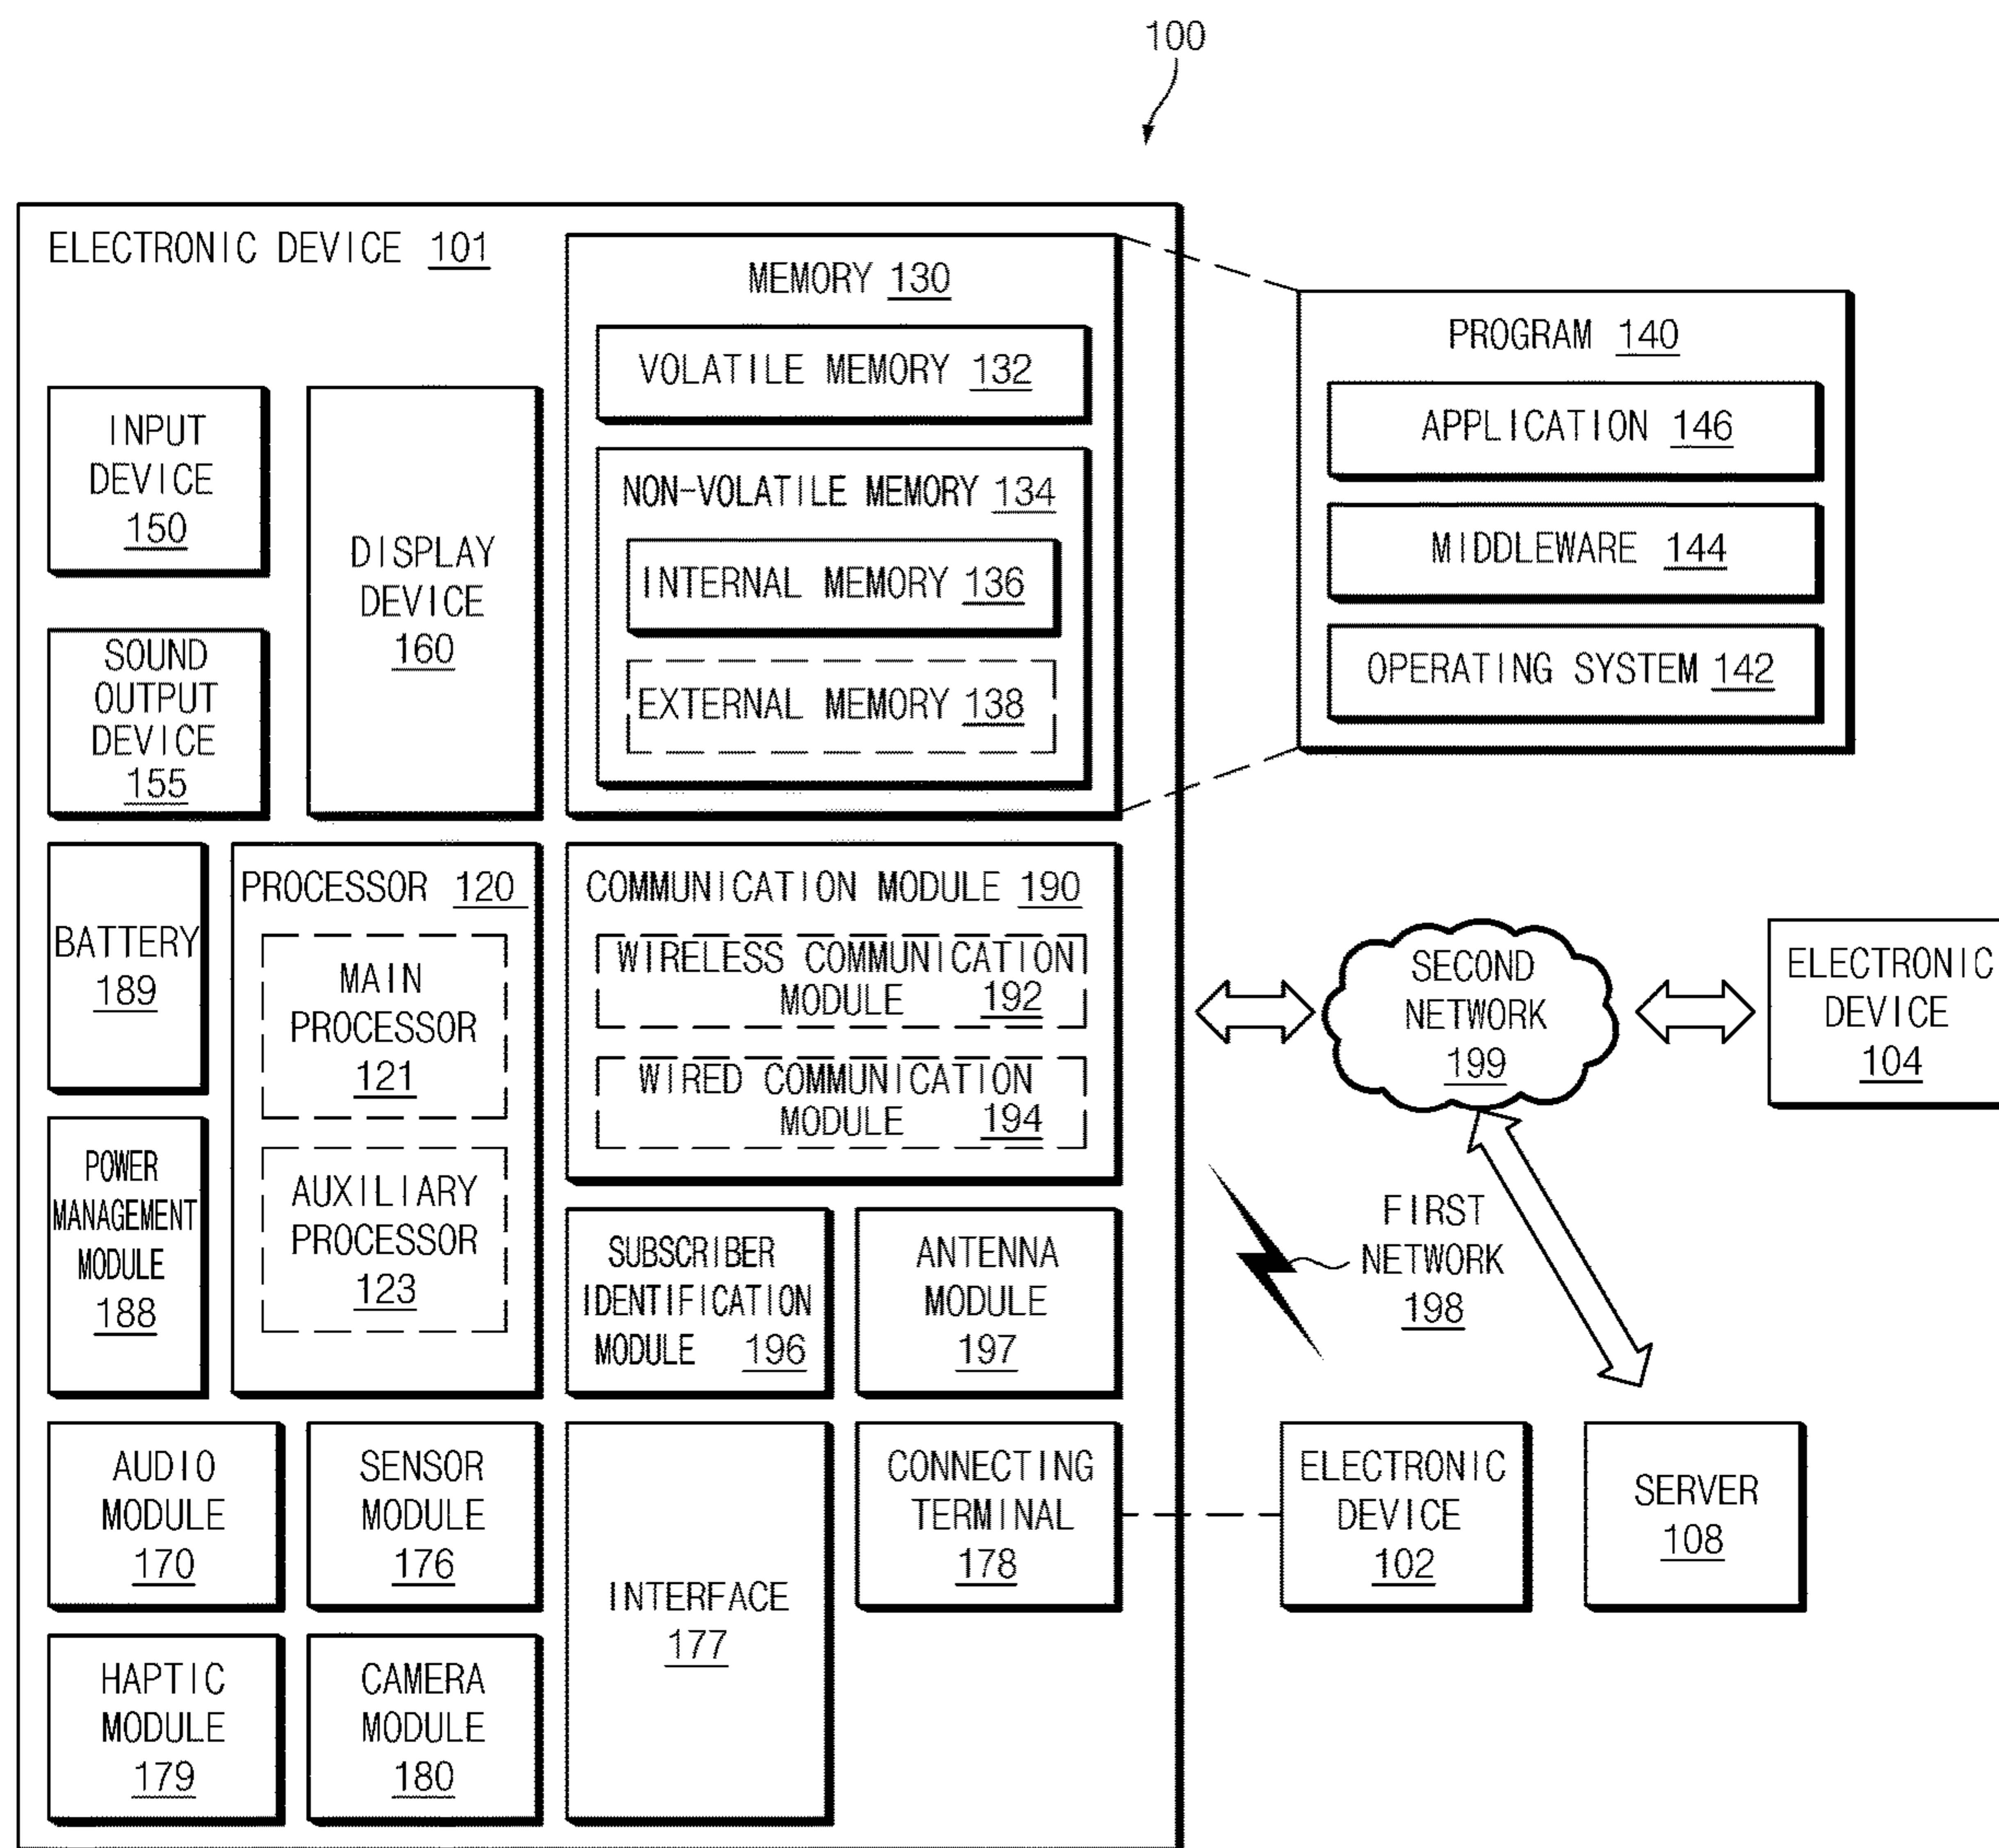 100
ELECTRONIC DEVICE 101
INPUT
DEVICE
150
SOUND
OUTPUT
DEVICE
155
DISPLAY
DEVICE
160
MEMORY 130
VOLATILE MEMORY 132
NON-VOLATILE MEMORY 134
INTERNAL MEMORY 136
EXTERNAL MEMORY 138
PROGRAM 140
APPLICATION 146
MIDDLEWARE 144
OPERATING SYSTEM 142
BATTERY
189
POWER
MANAGEMENT
MODULE
188
PROCESSOR 120
MAIN
PROCESSOR
121
AUXILIARY
PROCESSOR
123
COMMUNICATION MODULE 190
WIRELESS COMMUNICATION
MODULE 192
WIRED COMMUNICATION
MODULE 194
SUBSCRIBER
IDENTIFICATION
MODULE 196
ANTENNA
MODULE
197
SECOND
NETWORK
199
ELECTRONIC
DEVICE
104
FIRST
NETWORK
198
AUDIO
MODULE
170
SENSOR
MODULE
176
INTERFACE
177
CONNECTING
TERMINAL
178
ELECTRONIC
DEVICE
102
SERVER
108
HAPTIC
MODULE
179
CAMERA
MODULE
180